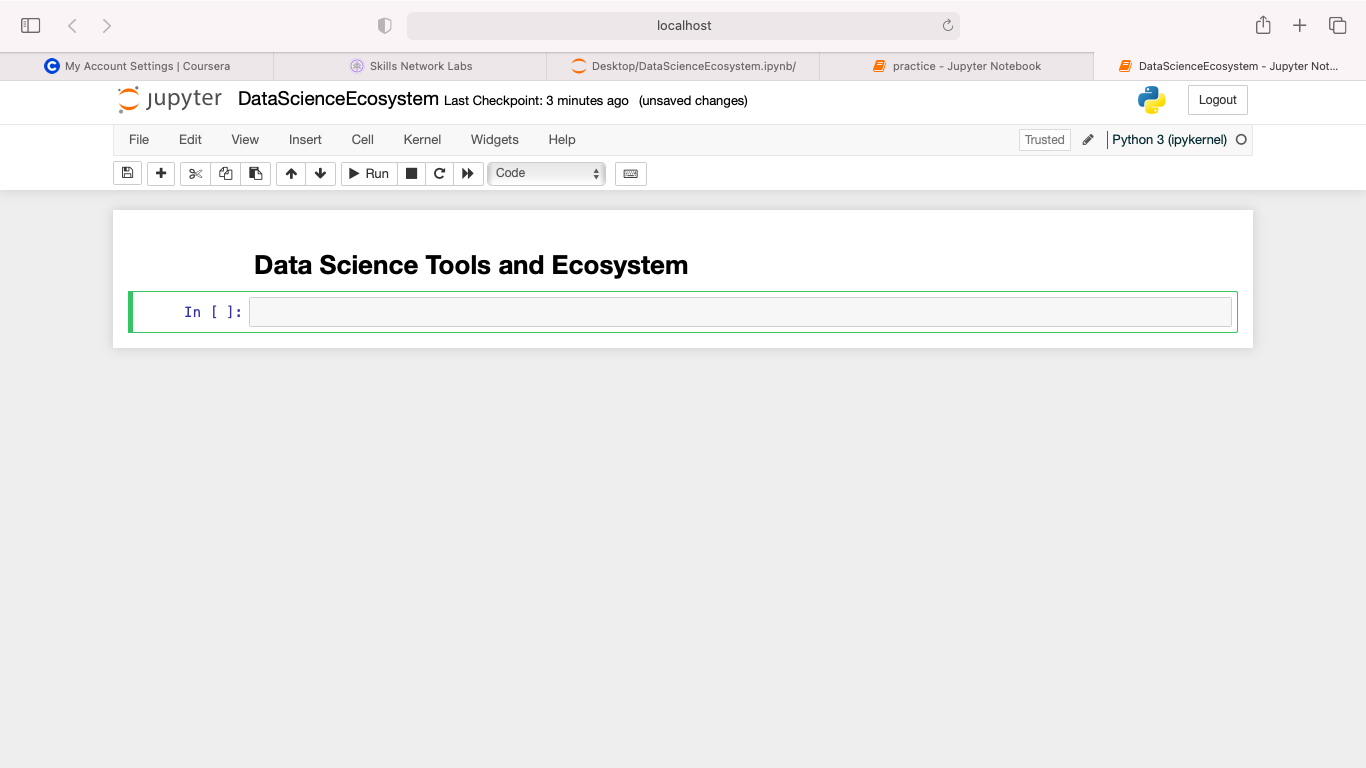 localhost
My Account Settings | Coursera
Skills Network Labs
Desktop/DataScienceEcosystem.ipynb/
practice - Jupyter Notebook
DataScienceEcosystem - Jupyter Not...
jupyter DataScienceEcosystem Last Checkpoint: 3 minutes ago (unsaved changes)
Logout
File Edit View Insert Cell Kernel Widgets Help
Trusted
Python 3 (ipykernel)
Run
Code
Data Science Tools and Ecosystem
In [ ]: